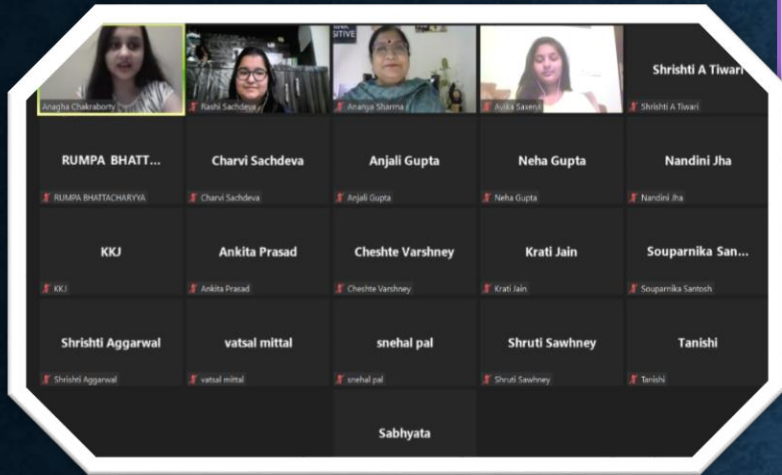 SITIVE
Anagha Chakraborty
Rashi Sachdeva
Ananya Sharma
Shrishti A Tiwari
Shrishti A Tiwari
RUMPA BHATT...
Charvi Sachdeva
Anjali Gupta
Neha Gupta
Nandini Jha
RUMPA BHATTACHARYYA
Charvi Sachdeva
Anjali Gupta
Neha Gupta
Nandini Jha
KKJ
Ankita Prasad
Cheshte Varshney
Krati Jain
Souparnika San...
KKJ
Ankita Prasad
Cheshte Varshney
Krati Jain
Souparnika Santosh
Shrishti Aggarwal
vatsal mittal
snehal pal
Shruti Sawhney
Tanishi
Shrishti Aggarwal
vatsal mittal
snehal pal
Shruti Sawhney
Tanishi
Sabhyata